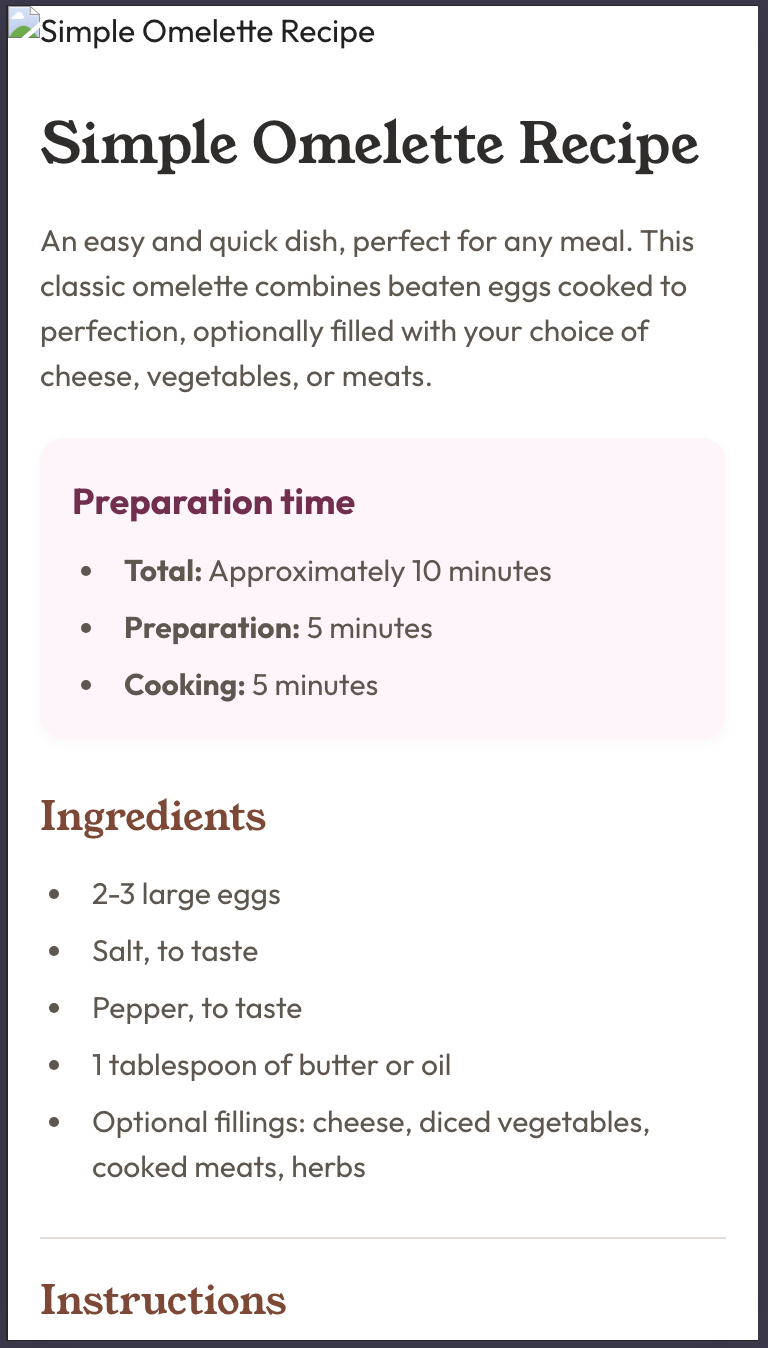 Simple Omelette Recipe
Simple Omelette Recipe
An easy and quick dish, perfect for any meal. This
classic omelette combines beaten eggs cooked to
perfection, optionally filled with your choice of
cheese, vegetables, or meats.
Preparation time
• Total: Approximately 10 minutes
• Preparation: 5 minutes
• Cooking: 5 minutes
Ingredients
• 2-3 large eggs
• Salt, to taste
• Pepper, to taste
• 1 tablespoon of butter or oil
• Optional fillings: cheese, diced vegetables,
cooked meats, herbs
Instructions